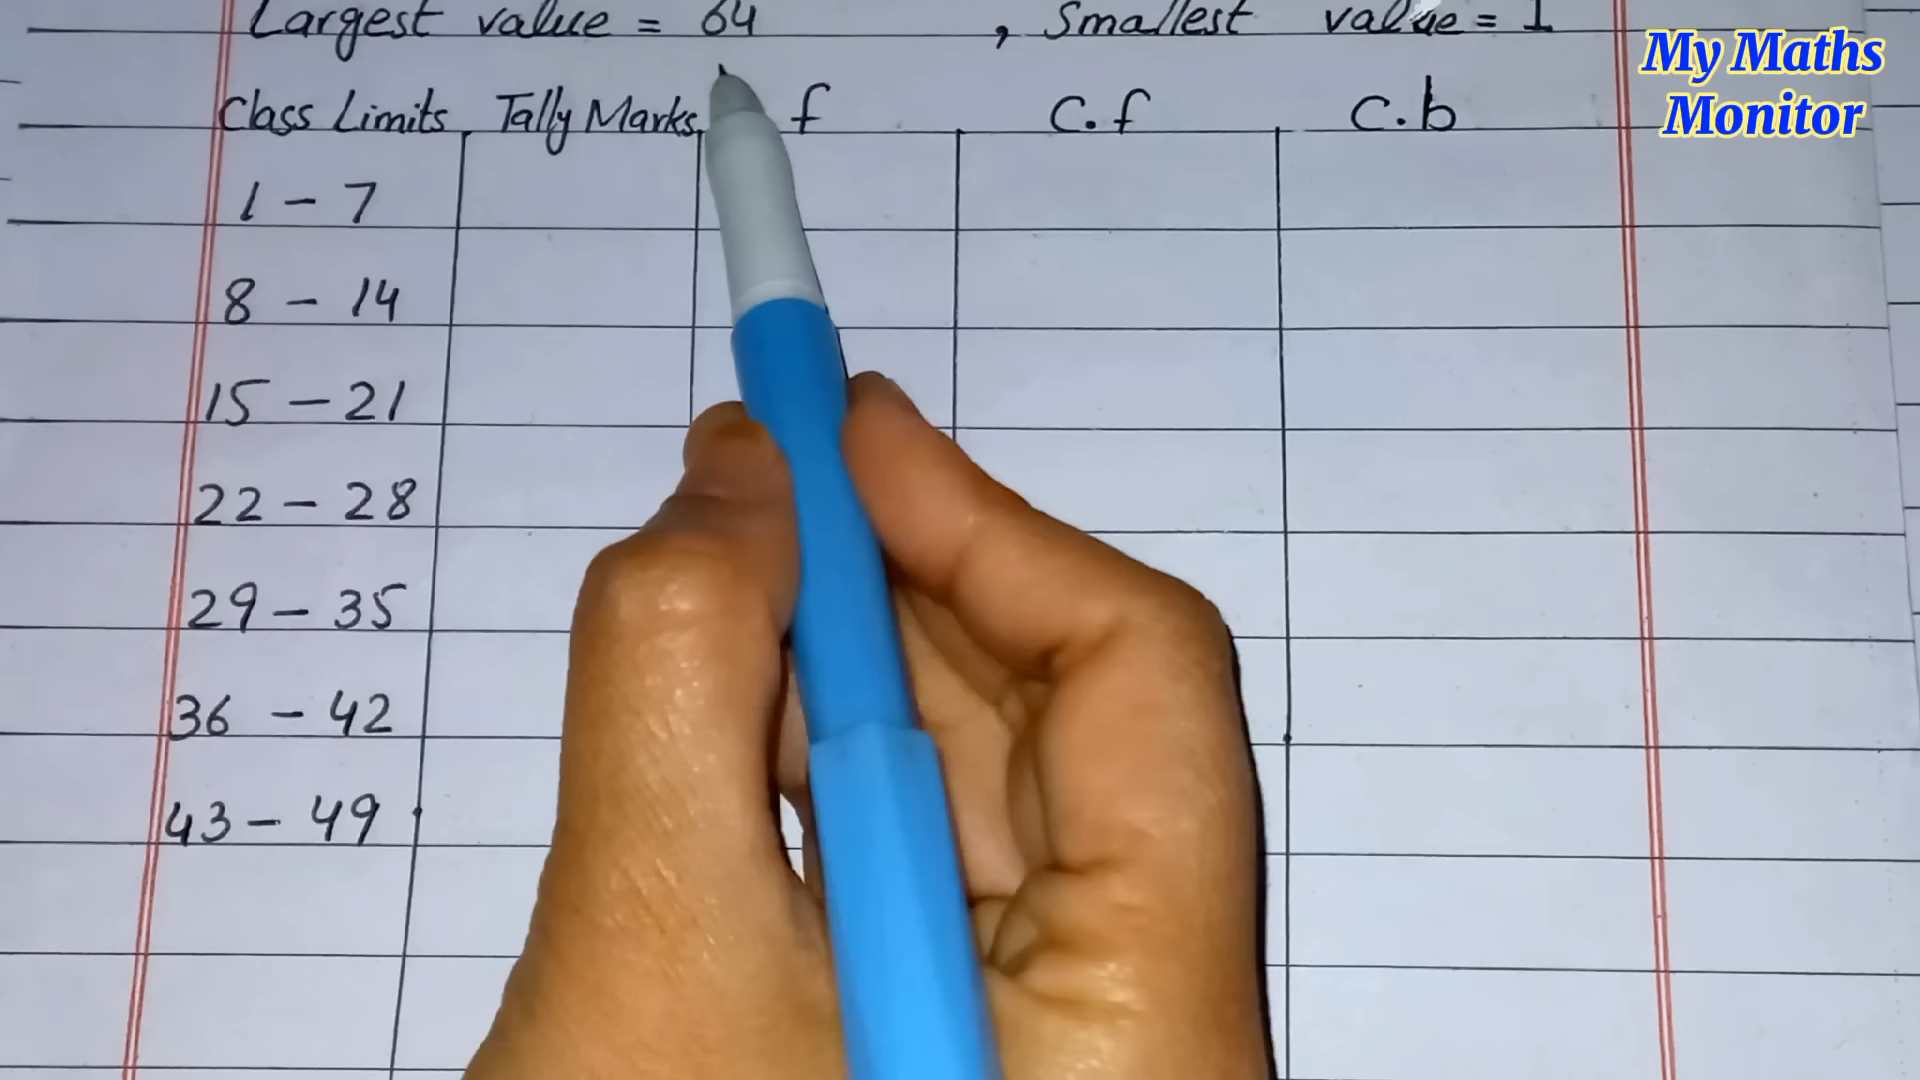 Largest value = 64 , Smallest value = 1
Class Limits Tally Marks f C.f C.b
1 - 7
8 - 14
15 - 21
22 - 28
29 - 35
36 - 42
43 - 49
My Maths
Monitor